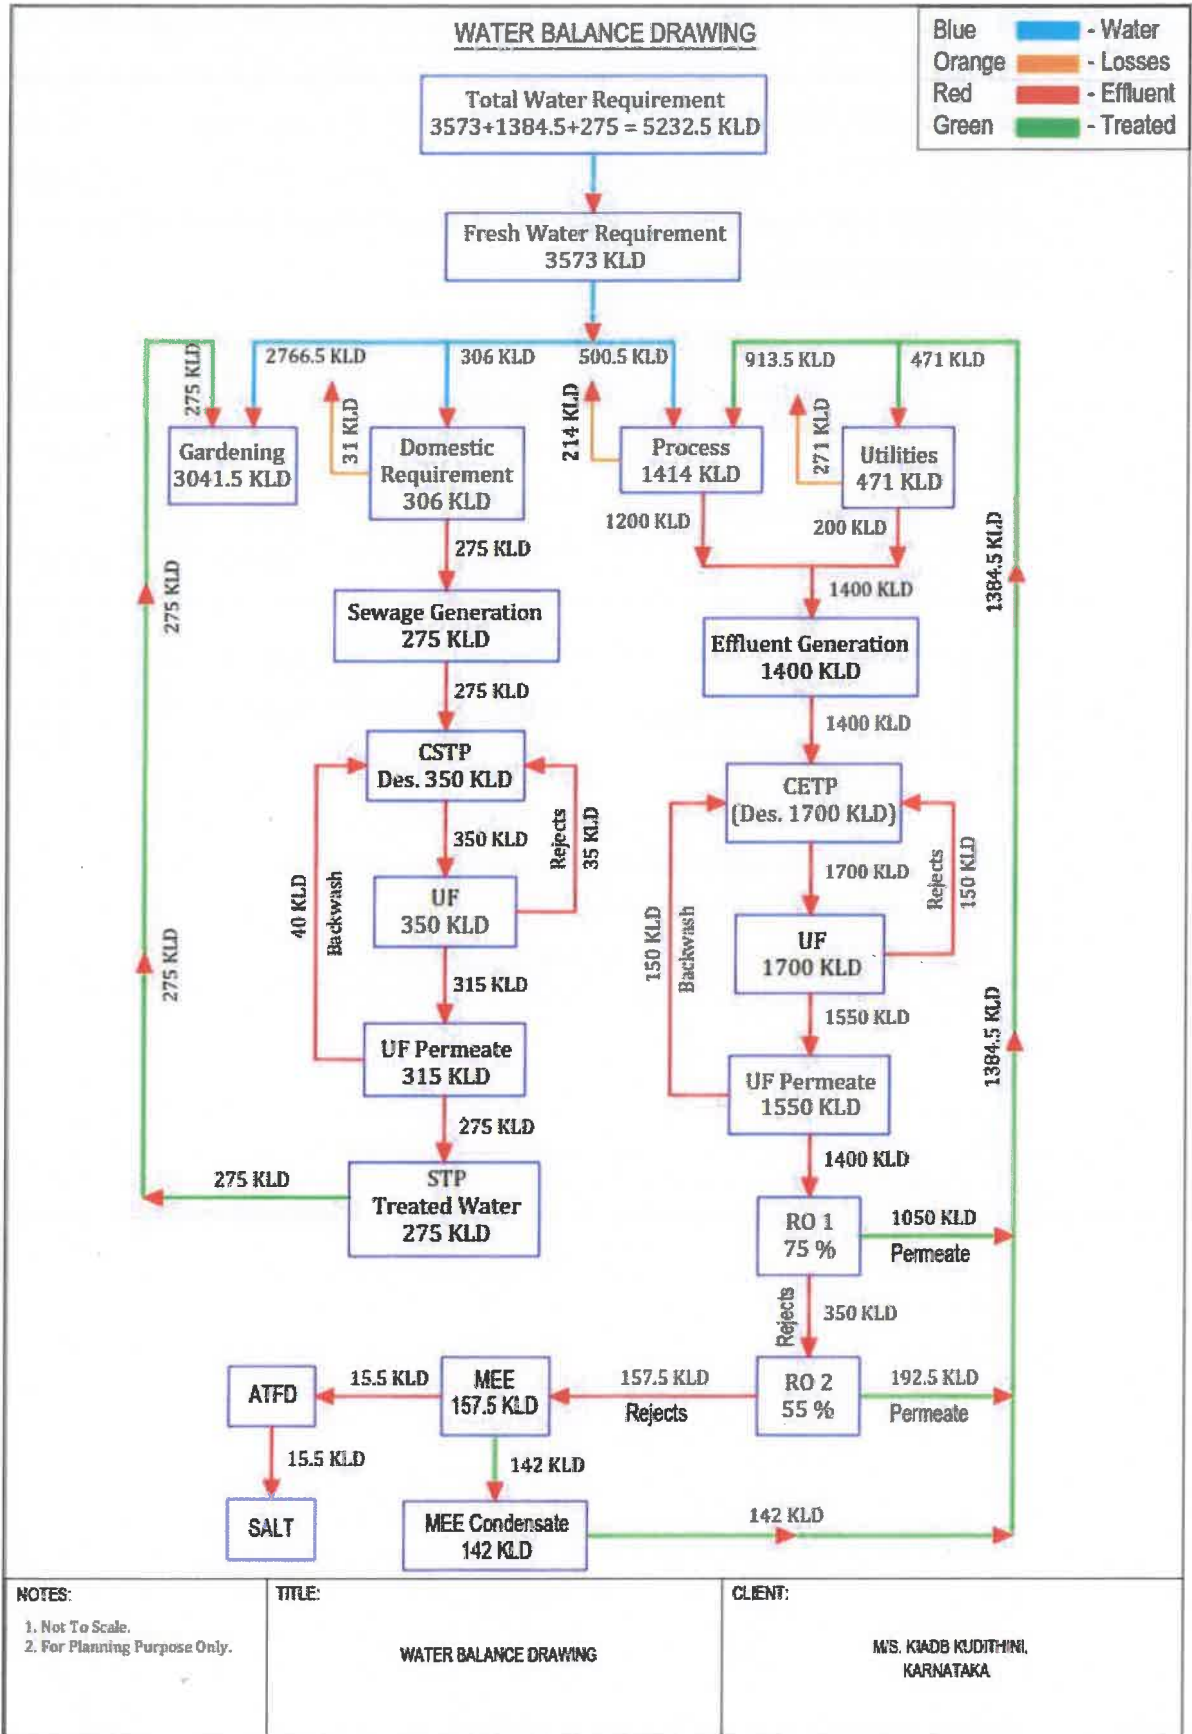 WATER BALANCE DRAWING
Blue - Water
Orange - Losses
Red - Effluent
Green - Treated
Total Water Requirement
3573+1384.5+275 = 5232.5 KLD
Fresh Water Requirement
3573 KLD
275 KLD
2766.5 KLD
306 KLD
500.5 KLD
913.5 KLD
471 KLD
31 KLD
214 KLD
271 KLD
Gardening
3041.5 KLD
Domestic
Requirement
306 KLD
Process
1414 KLD
Utilities
471 KLD
275 KLD
1200 KLD
200 KLD
1400 KLD
275 KLD
1384.5 KLD
Sewage Generation
275 KLD
Effluent Generation
1400 KLD
275 KLD
1400 KLD
CSTP
Des. 350 KLD
CETP
(Des. 1700 KLD)
350 KLD
Rejects
35 KLD
1700 KLD
Rejects
150 KLD
40 KLD
Backwash
UF
350 KLD
150 KLD
Backwash
UF
1700 KLD
275 KLD
315 KLD
1550 KLD
1384.5 KLD
UF Permeate
315 KLD
UF Permeate
1550 KLD
275 KLD
1400 KLD
275 KLD
STP
Treated Water
275 KLD
RO 1
75 %
1050 KLD
Permeate
Rejects
350 KLD
ATFD
15.5 KLD
MEE
157.5 KLD
157.5 KLD
Rejects
RO 2
55 %
192.5 KLD
Permeate
15.5 KLD
142 KLD
SALT
MEE Condensate
142 KLD
142 KLD
NOTES:
1. Not To Scale.
2. For Planning Purpose Only.
TITLE:
WATER BALANCE DRAWING
CLIENT:
M/S. KIADB KUDITHINI,
KARNATAKA